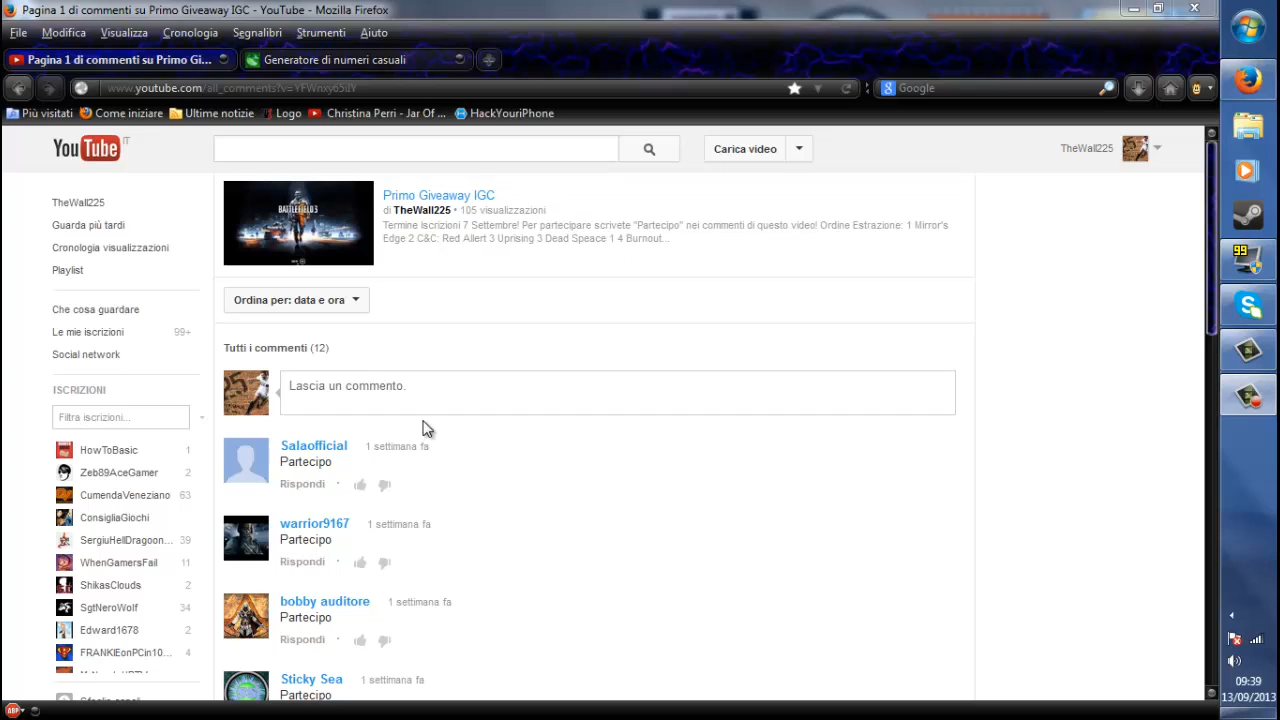 Pagina 1 di commenti su Primo Giveaway IGC - YouTube - Mozilla Firefox
File Modifica Visualizza Cronologia Segnalibri Strumenti Aiuto
Pagina 1 di commenti su Primo Gi... Generatore di numeri casuali
www.youtube.com/all_comments?v= Google
Più visitati Come iniziare Ultime notizie Logo Christina Perri - Jar Of ... HackYouriPhone
YouTube IT Carica video TheWall225
TheWall225
Guarda più tardi
Cronologia visualizzazioni
Playlist
Che cosa guardare
Le mie iscrizioni 99+
Social network
ISCRIZIONI
Filtra iscrizioni...
HowToBasic 1
Zeb89AceGamer 2
CumendaVeneziano 63
ConsigliaGiochi
SergiuHellDragoon... 39
WhenGamersFail 11
ShikasClouds 2
SgtNeroWolf 34
Edward1678 2
FRANKIEonPCin10... 4
BATTLEFIELD3
Primo Giveaway IGC
di TheWall225 • 105 visualizzazioni
Termine Iscrizioni 7 Settembre! Per partecipare scrivete "Partecipo" nei commenti di questo video! Ordine Estrazione: 1 Mirror's
Edge 2 C&C: Red Allert 3 Uprising 3 Dead Speace 1 4 Burnout...
Ordina per: data e ora
Tutti i commenti (12)
Lascia un commento.
Salaofficial 1 settimana fa
Partecipo
Rispondi ·
warrior9167 1 settimana fa
Partecipo
Rispondi ·
bobby auditore 1 settimana fa
Partecipo
Rispondi ·
Sticky Sea 1 settimana fa
Partecipo
99
09:39
13/09/2013
ABP